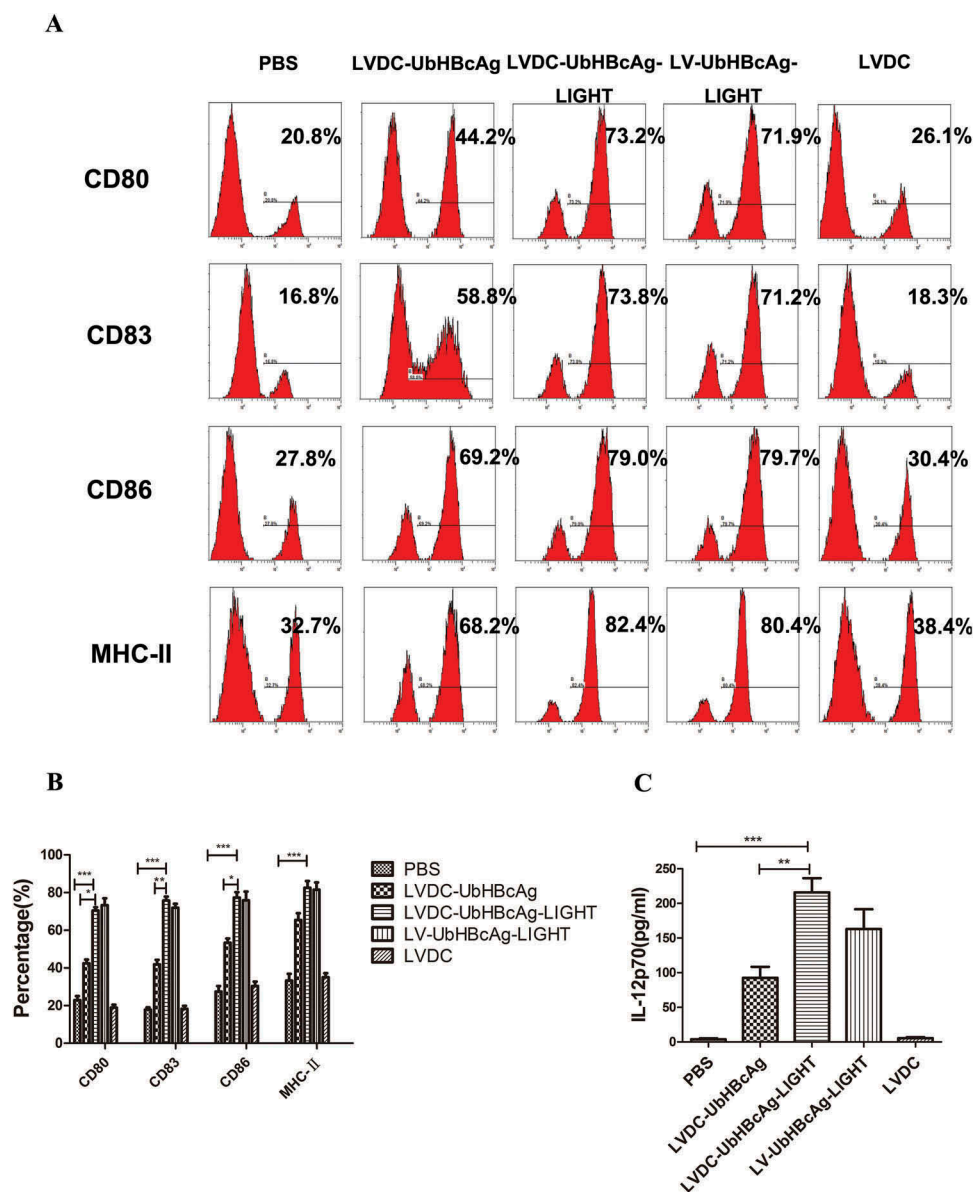 A
PBS
LVDC-UbHBcAg
LVDC-UbHBcAg-
LIGHT
LV-UbHBcAg-
LIGHT
LVDC
CD80
20.8%
44.2%
73.2%
71.9%
26.1%
CD83
16.8%
58.8%
73.8%
71.2%
18.3%
CD86
27.8%
69.2%
79.0%
79.7%
30.4%
MHC-II
32.7%
68.2%
82.4%
80.4%
38.4%
B
Percentage(%)
100
80
60
40
20
0
*** * *** ** *** * ***
CD80
CD83
CD86
MHC-II
PBS
LVDC-UbHBcAg
LVDC-UbHBcAg-LIGHT
LV-UbHBcAg-LIGHT
LVDC
C
IL-12p70(pg/ml)
250
200
150
100
50
0
***
**
PBS
LVDC-UbHBcAg
LVDC-UbHBcAg-LIGHT
LV-UbHBcAg-LIGHT
LVDC